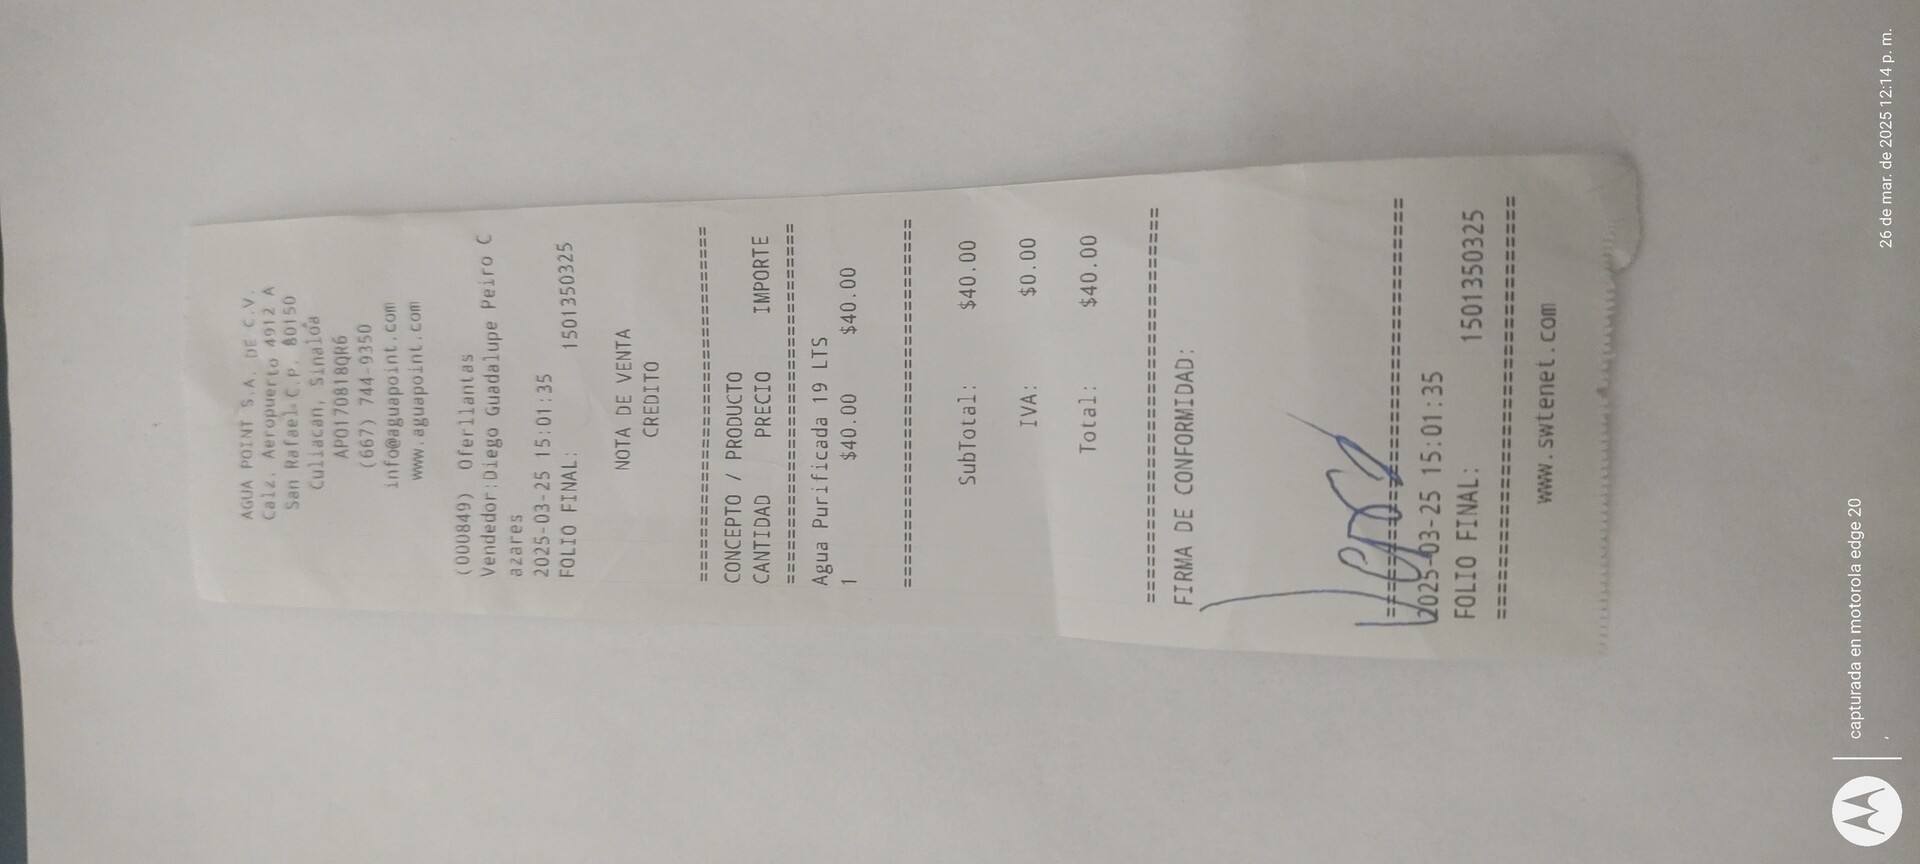 AGUA POINT S.A. DE C.V.
Calz. Aeropuerto 4912 A
San Rafael C.P. 80150
Culiacan, Sinaloa
APO170818QR6
(667) 744-9350
info@aguapoint.com
www.aguapoint.com
(000849) Oferllantas
Vendedor:Diego Guadalupe Peiro C
azares
2025-03-25 15:01:35
FOLIO FINAL: 1501350325
NOTA DE VENTA
CREDITO
================================
CONCEPTO / PRODUCTO
CANTIDAD PRECIO IMPORTE
================================
Agua Purificada 19 LTS
1 $40.00 $40.00
================================
SubTotal: $40.00
IVA: $0.00
Total: $40.00
================================
FIRMA DE CONFORMIDAD:
================================
2025-03-25 15:01:35
FOLIO FINAL: 1501350325
================================
www.swtenet.com
capturada en motorola edge 20
, 26 de mar. de 2025 12:14 p. m.